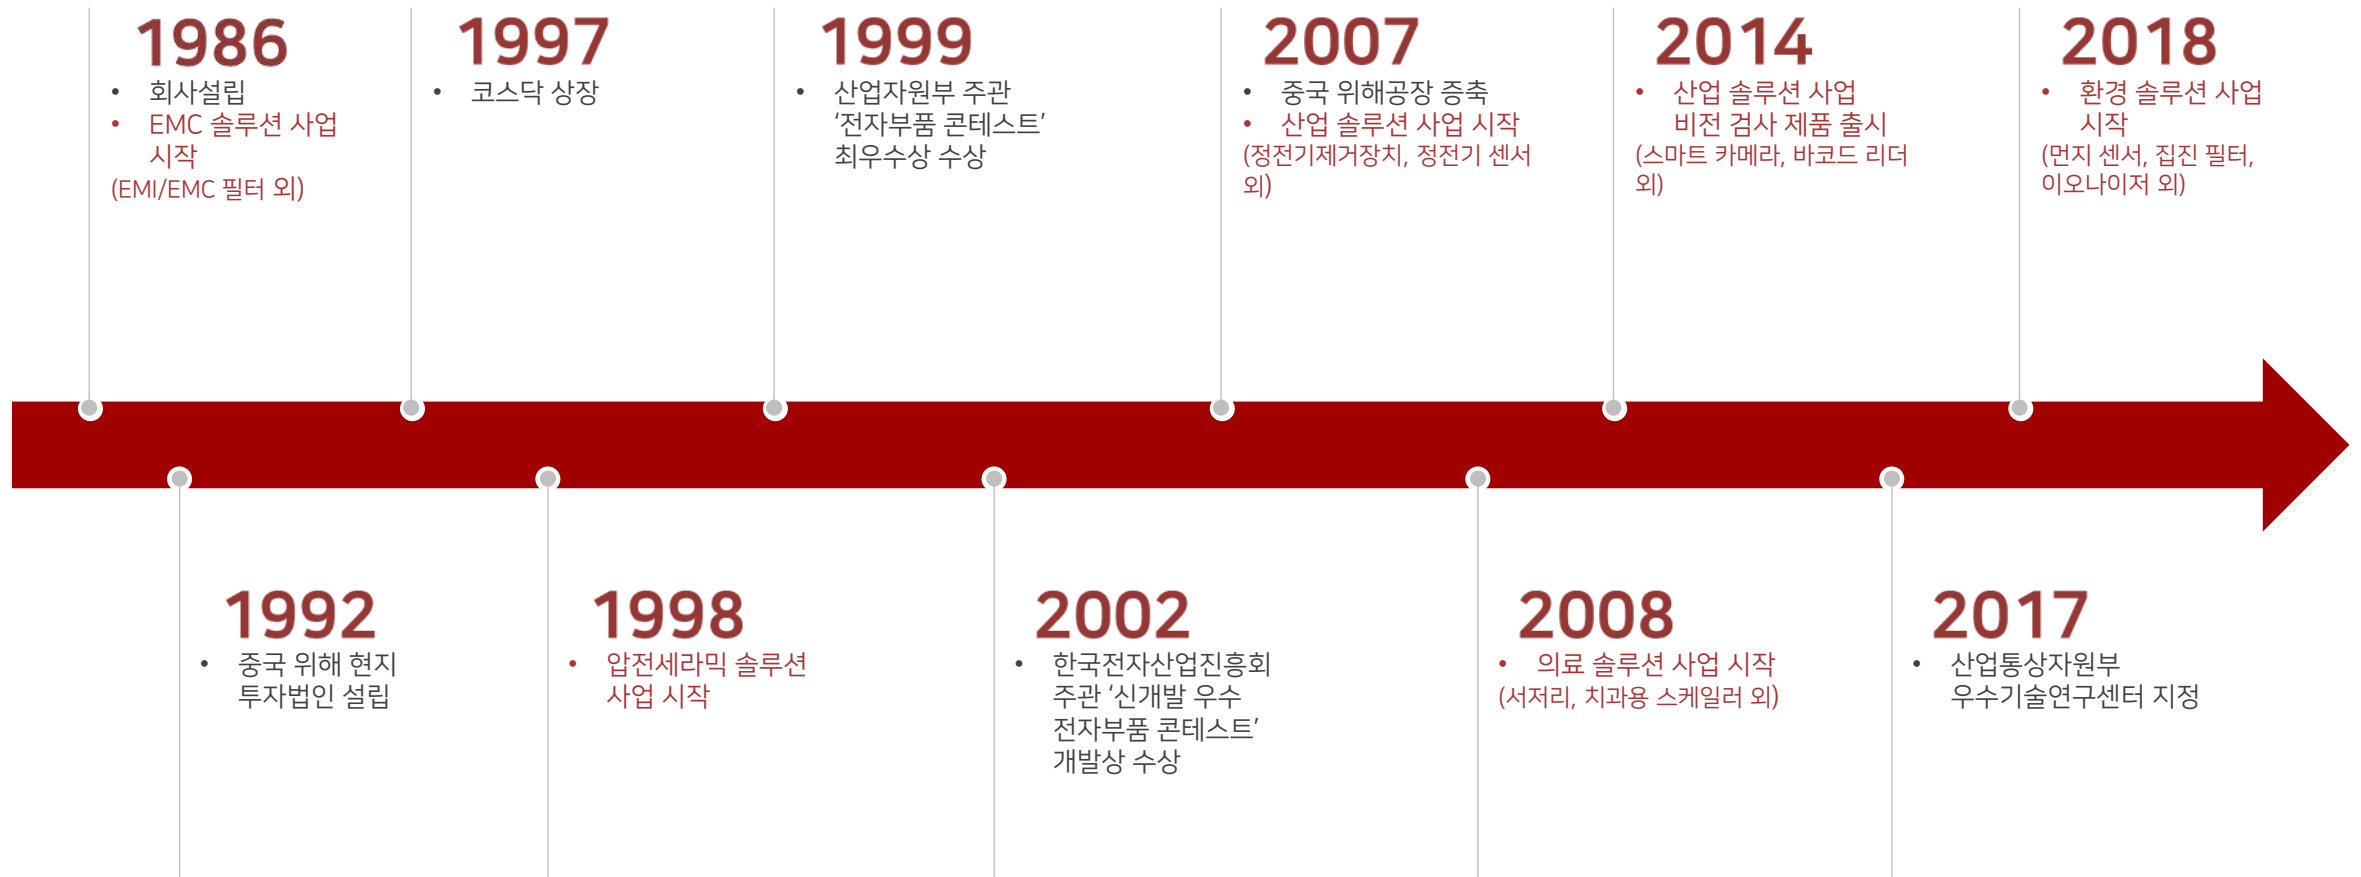 1986
• 회사설립
• EMC 솔루션 사업
시작
(EMI/EMC 필터 외)
1997
• 코스닥 상장
1999
• 산업자원부 주관
‘전자부품 콘테스트’
최우수상 수상
2007
• 중국 위해공장 증축
• 산업 솔루션 사업 시작
(정전기제거장치, 정전기 센서
외)
2014
• 산업 솔루션 사업
비전 검사 제품 출시
(스마트 카메라, 바코드 리더
외)
2018
• 환경 솔루션 사업
시작
(먼지 센서, 집진 필터,
이오나이저 외)
1992
• 중국 위해 현지
투자법인 설립
1998
• 압전세라믹 솔루션
사업 시작
2002
• 한국전자산업진흥회
주관 ‘신개발 우수
전자부품 콘테스트’
개발상 수상
2008
• 의료 솔루션 사업 시작
(서저리, 치과용 스케일러 외)
2017
• 산업통상자원부
우수기술연구센터 지정